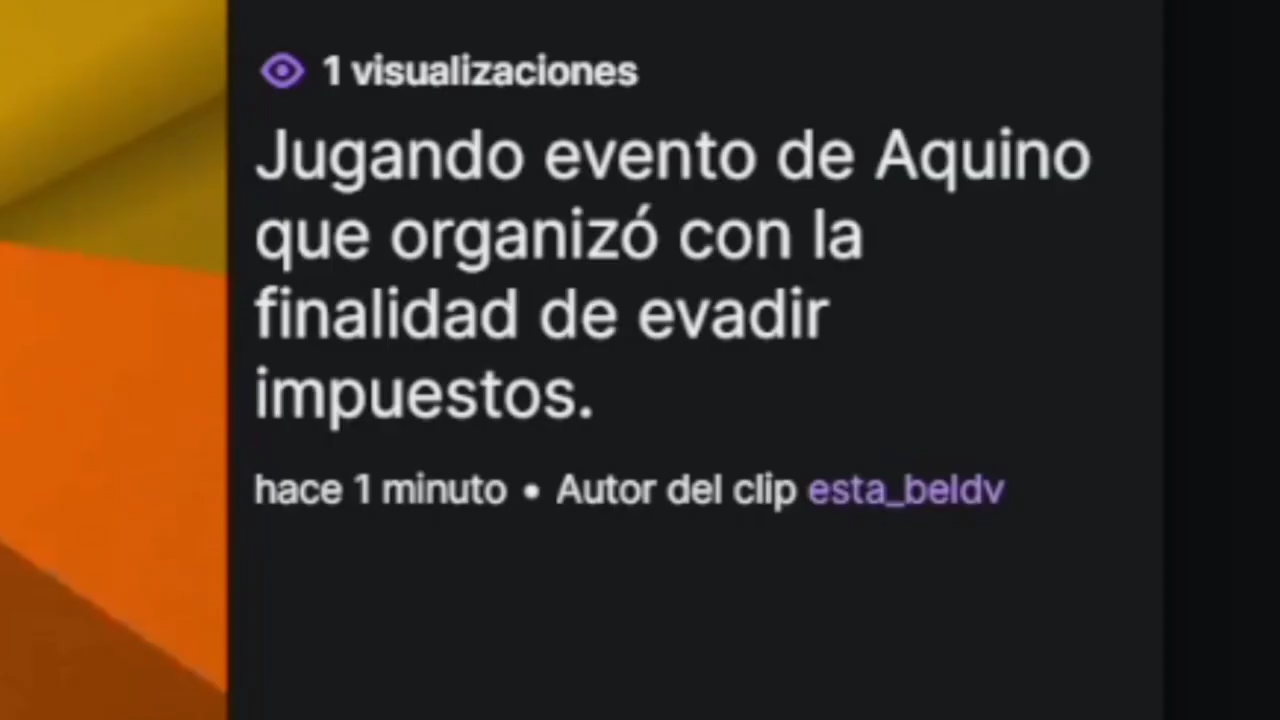 1 visualizaciones
Jugando evento de Aquino
que organizó con la
finalidad de evadir
impuestos.
hace 1 minuto • Autor del clip esta_beldv